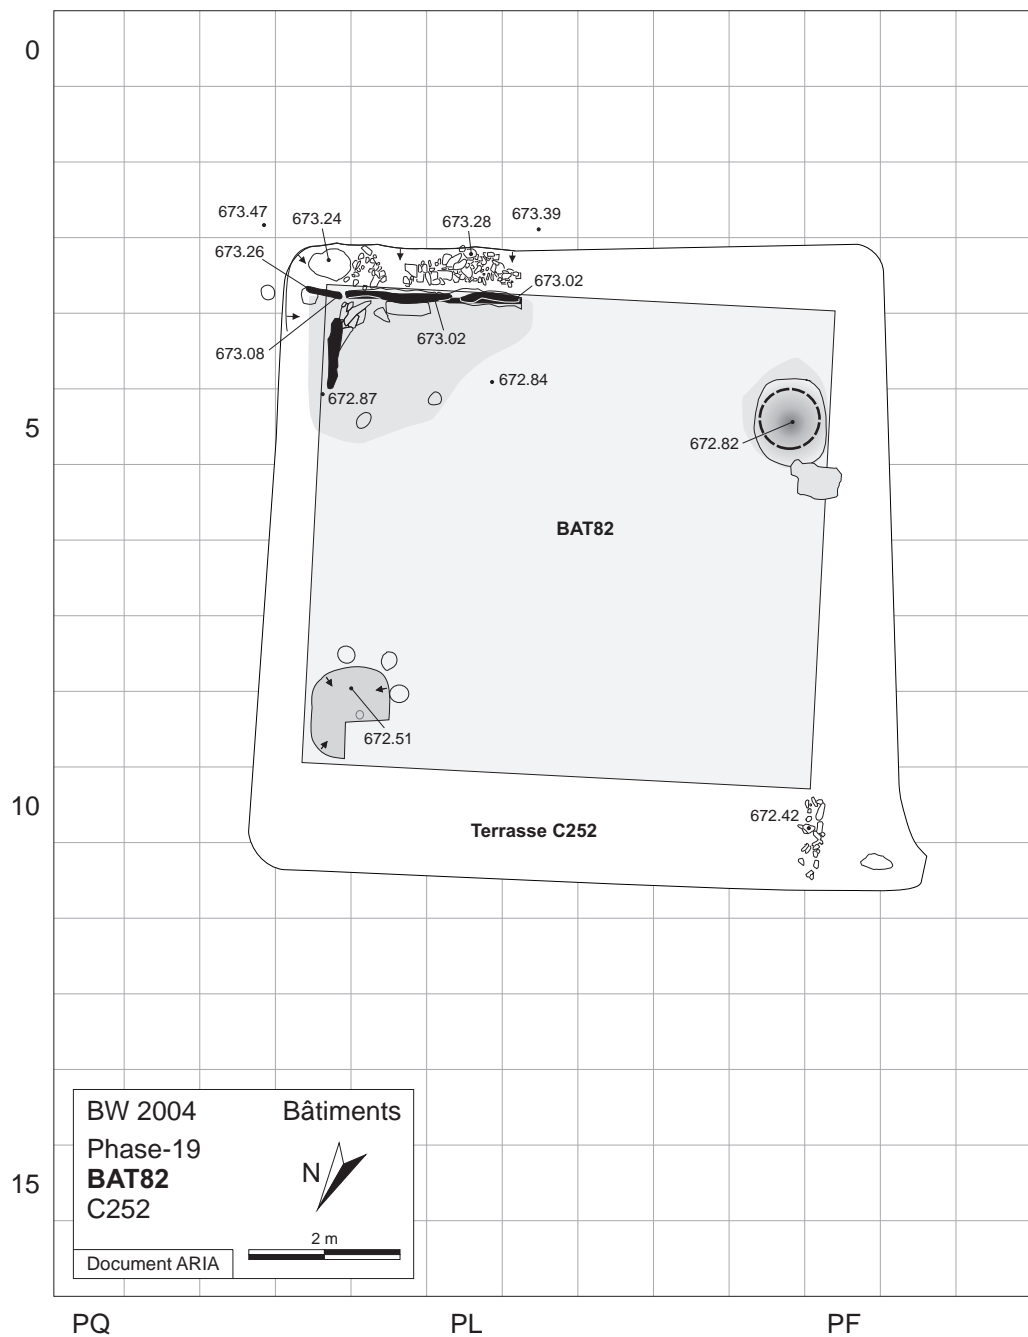 0
673.47
673.24
673.28
673.39
673.26
673.02
673.08
673.02
672.87
672.84
5
672.82
BAT82
672.51
10
672.42
Terrasse C252
BW 2004 Bâtiments
Phase-19
BAT82
C252
N
2 m
Document ARIA
15
PQ PL PF